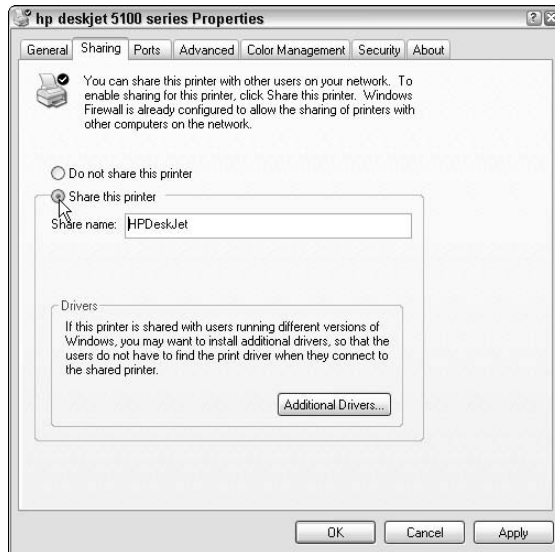 hp deskjet 5100 series Properties
General Sharing Ports Advanced Color Management Security About
You can share this printer with other users on your network. To
enable sharing for this printer, click Share this printer. Windows
Firewall is already configured to allow the sharing of printers with
other computers on the network.
Do not share this printer
Share this printer
Share name: HPDeskJet
Drivers
If this printer is shared with users running different versions of
Windows, you may want to install additional drivers, so that the
users do not have to find the print driver when they connect to
the shared printer.
Additional Drivers...
OK Cancel Apply